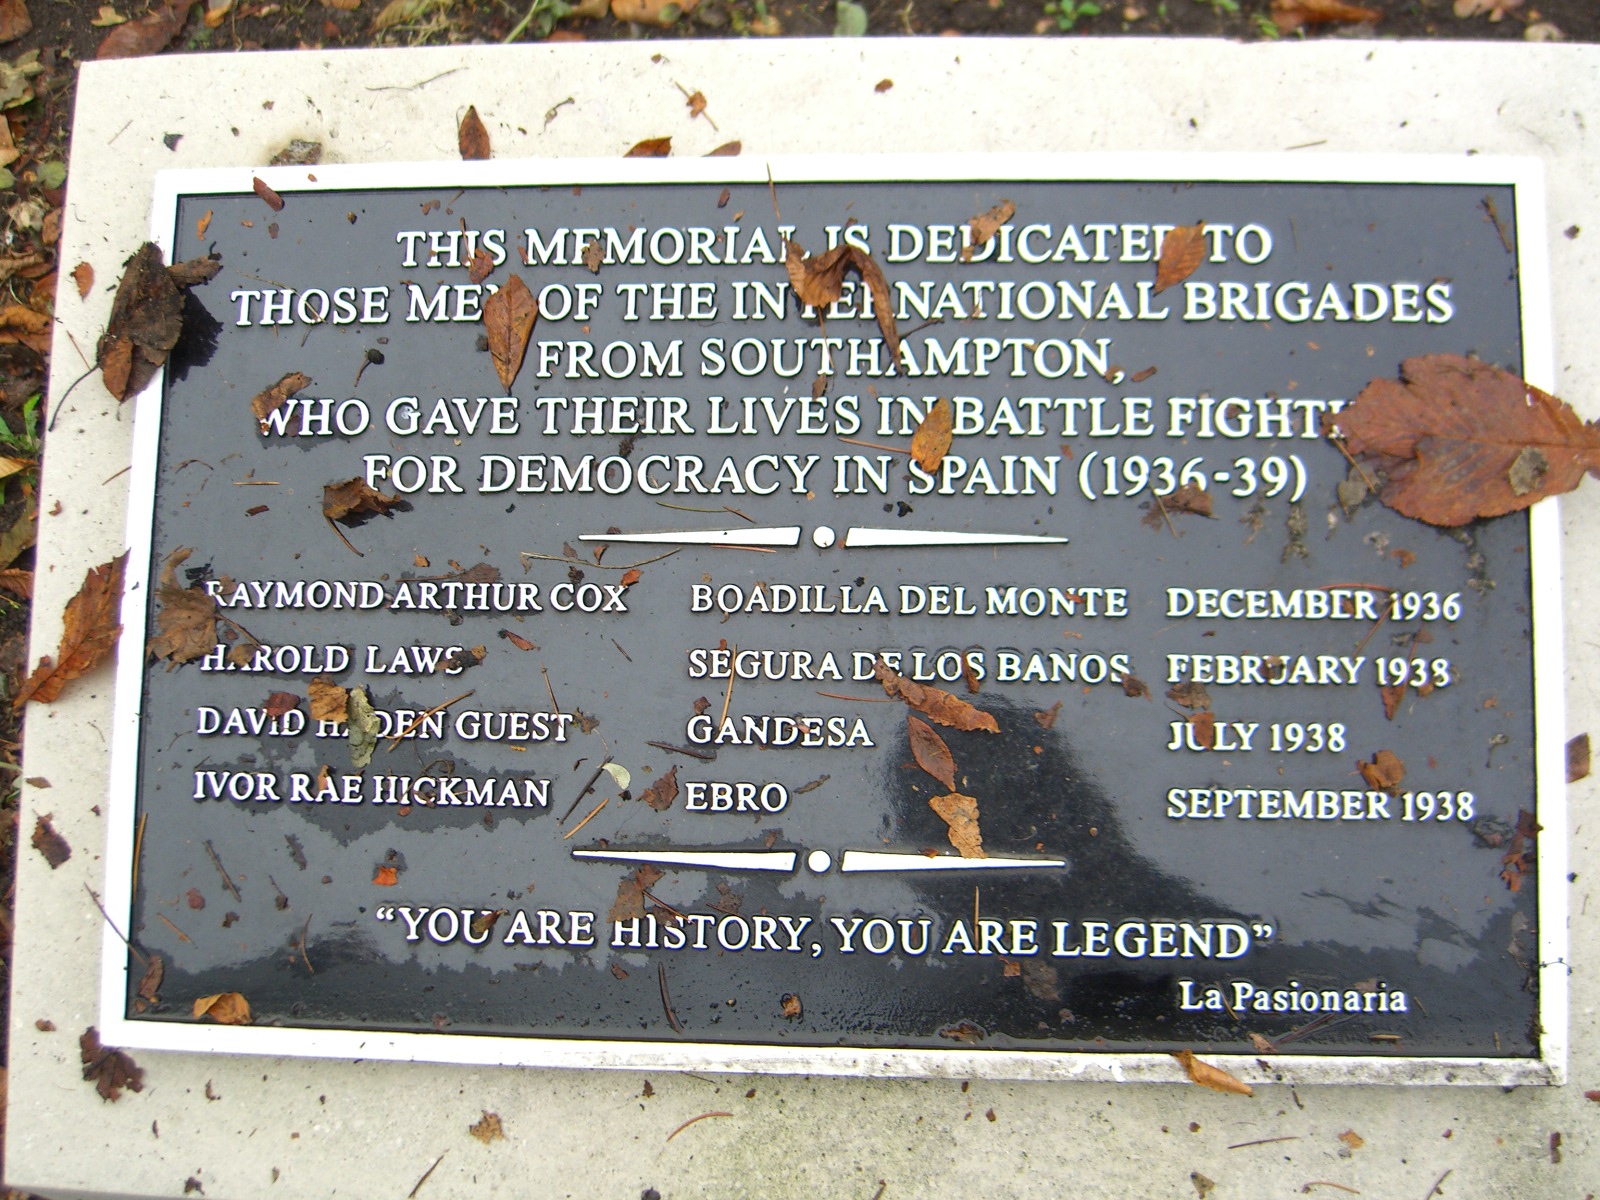 THIS MEMORIAL IS DEDICATED TO
THOSE MEN OF THE INTERNATIONAL BRIGADES
FROM SOUTHAMPTON,
WHO GAVE THEIR LIVES IN BATTLE FIGHTING
FOR DEMOCRACY IN SPAIN (1936-39)
RAYMOND ARTHUR COX BOADILLA DEL MONTE DECEMBER 1936
HAROLD LAWS SEGURA DE LOS BANOS FEBRUARY 1938
DAVID HADEN GUEST GANDESA JULY 1938
IVOR RAE HICKMAN EBRO SEPTEMBER 1938
“YOU ARE HISTORY, YOU ARE LEGEND”
La Pasionaria